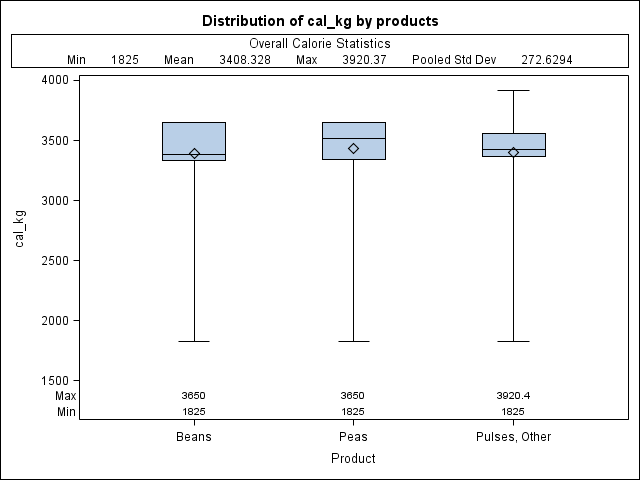 Distribution of cal_kg by products
Overall Calorie Statistics
Min 1825 Mean 3408.328 Max 3920.37 Pooled Std Dev 272.6294
4000
3500
3000
2500
2000
1500
cal_kg
Max 3650 3650 3920.4
Min 1825 1825 1825
Beans Peas Pulses, Other
Product